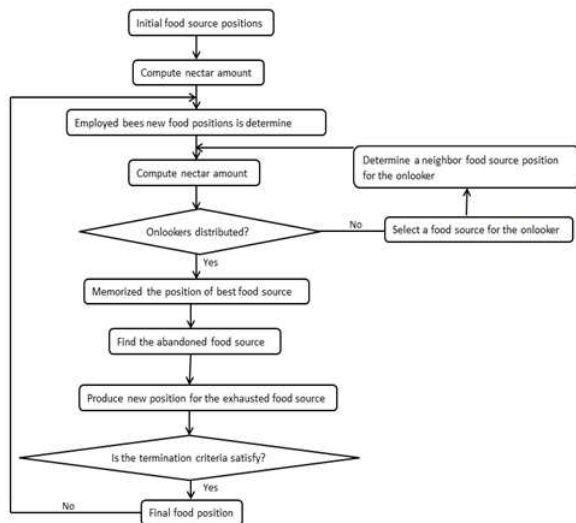 Initial food source positions
Compute nectar amount
Employed bees new food positions is determine
Compute nectar amount
Determine a neighbor food source position
for the onlooker
Onlookers distributed?
No
Select a food source for the onlooker
Yes
Memorized the position of best food source
Find the abandoned food source
Produce new position for the exhausted food source
Is the termination criteria satisfy?
Yes
No
Final food position